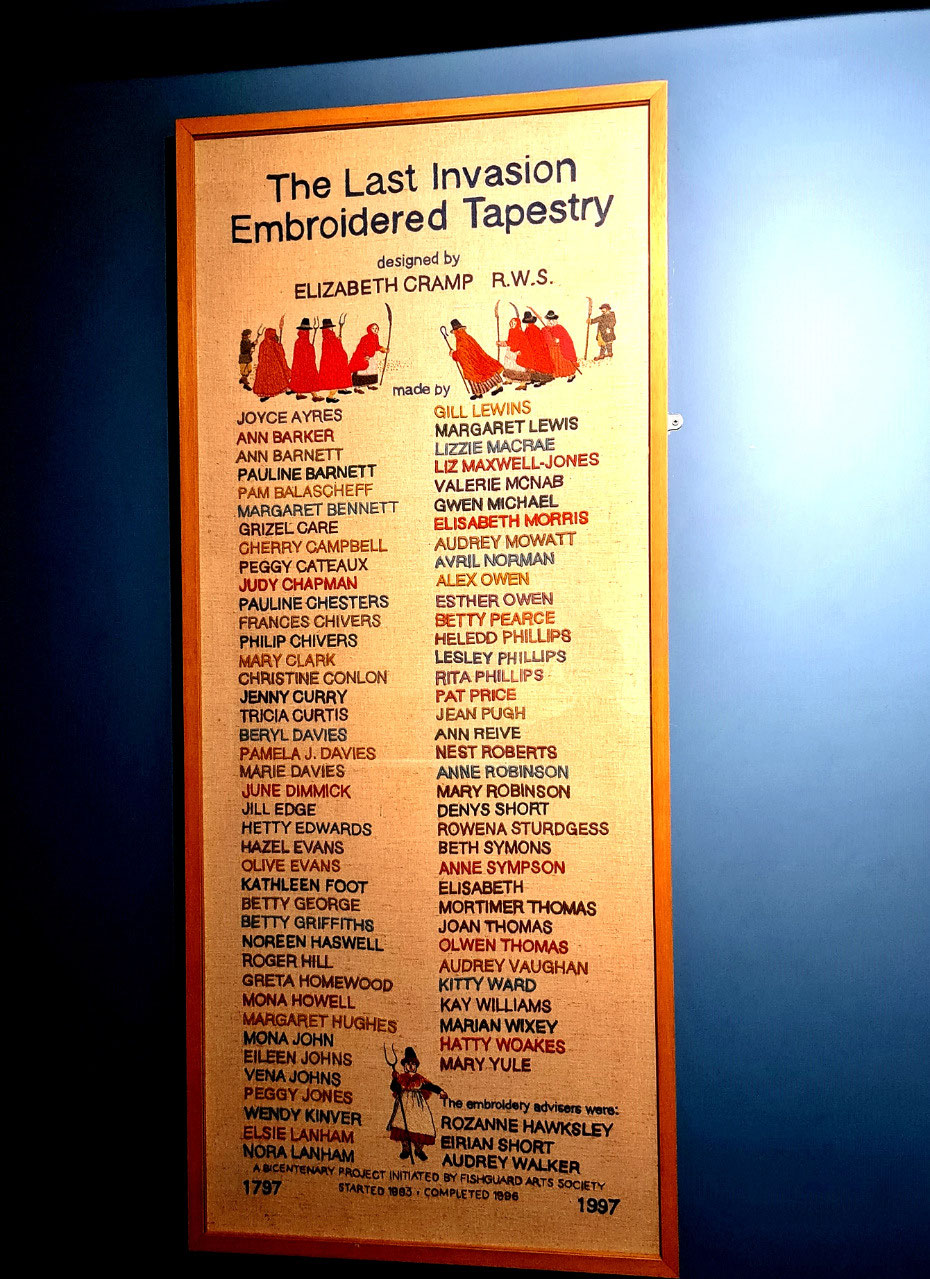 The Last Invasion
Embroidered Tapestry
designed by
ELIZABETH CRAMP R.W.S.
made by
JOYCE AYRES
ANN BARKER
ANN BARNETT
PAULINE BARNETT
PAM BALASCHEFF
MARGARET BENNETT
GRIZEL CARE
CHERRY CAMPBELL
PEGGY CATEAUX
JUDY CHAPMAN
PAULINE CHESTERS
FRANCES CHIVERS
PHILIP CHIVERS
MARY CLARK
CHRISTINE CONLON
JENNY CURRY
TRICIA CURTIS
BERYL DAVIES
PAMELA J. DAVIES
MARIE DAVIES
JUNE DIMMICK
JILL EDGE
HETTY EDWARDS
HAZEL EVANS
OLIVE EVANS
KATHLEEN FOOT
BETTY GEORGE
BETTY GRIFFITHS
NOREEN HASWELL
ROGER HILL
GRETA HOMEWOOD
MONA HOWELL
MARGARET HUGHES
MONA JOHN
EILEEN JOHNS
VENA JOHNS
PEGGY JONES
WENDY KINVER
ELSIE LANHAM
NORA LANHAM
GILL LEWINS
MARGARET LEWIS
LIZZIE MACRAE
LIZ MAXWELL-JONES
VALERIE MCNAB
GWEN MICHAEL
ELISABETH MORRIS
AUDREY MOWATT
AVRIL NORMAN
ALEX OWEN
ESTHER OWEN
BETTY PEARCE
HELEDD PHILLIPS
LESLEY PHILLIPS
RITA PHILLIPS
PAT PRICE
JEAN PUGH
ANN REIVE
NEST ROBERTS
ANNE ROBINSON
MARY ROBINSON
DENYS SHORT
ROWENA STURDGESS
BETH SYMONS
ANNE SYMPSON
ELISABETH
MORTIMER THOMAS
JOAN THOMAS
OLWEN THOMAS
AUDREY VAUGHAN
KITTY WARD
KAY WILLIAMS
MARIAN WIXEY
HATTY WOAKES
MARY YULE
The embroidery advisers were:
ROZANNE HAWKSLEY
EIRIAN SHORT
AUDREY WALKER
A BICENTENARY PROJECT INITIATED BY FISHGUARD ARTS SOCIETY
STARTED 1993 : COMPLETED 1996
1797
1997